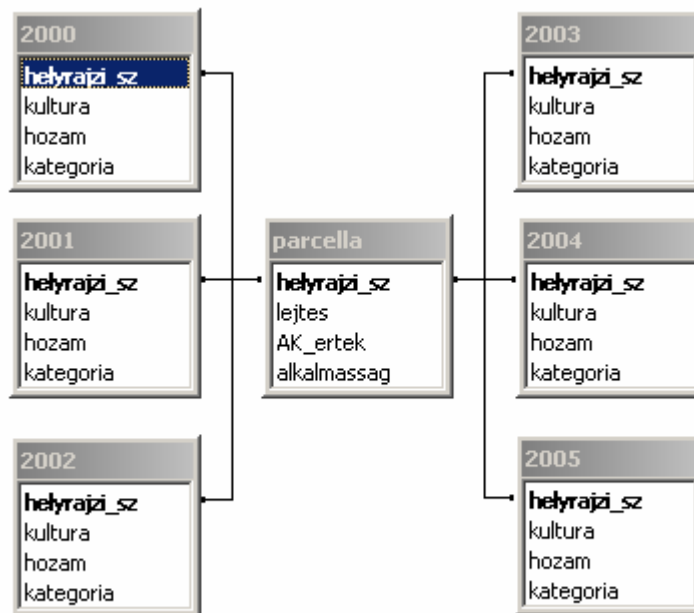 2000
helyrajzi_sz
kultura
hozam
kategoria
2001
helyrajzi_sz
kultura
hozam
kategoria
2002
helyrajzi_sz
kultura
hozam
kategoria
parcella
helyrajzi_sz
lejtes
AK_ertek
alkalmassag
2003
helyrajzi_sz
kultura
hozam
kategoria
2004
helyrajzi_sz
kultura
hozam
kategoria
2005
helyrajzi_sz
kultura
hozam
kategoria